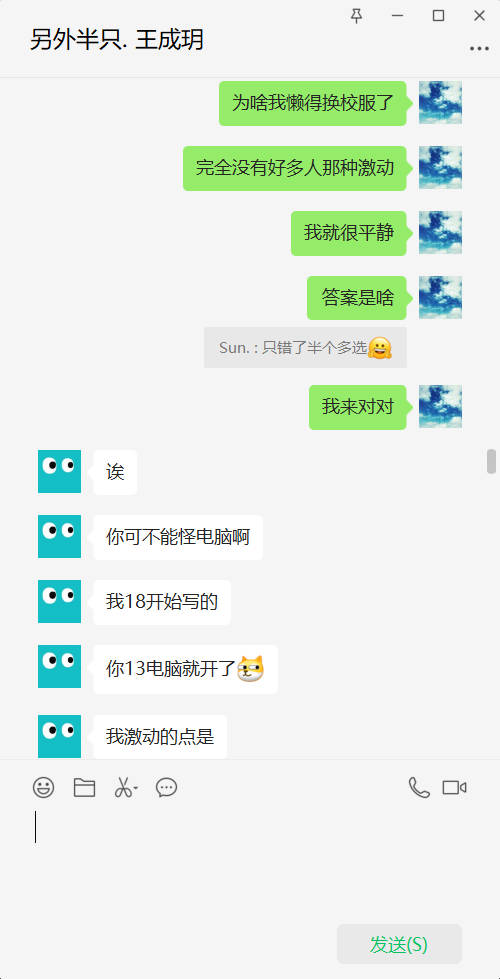 另外半只. 王成玥
为啥我懒得换校服了
完全没有好多人那种激动
我就很平静
答案是啥
Sun. : 只错了半个多选🤗
我来对对
诶
你可不能怪电脑啊
我18开始写的
你13电脑就开了
我激动的点是
发送(S)